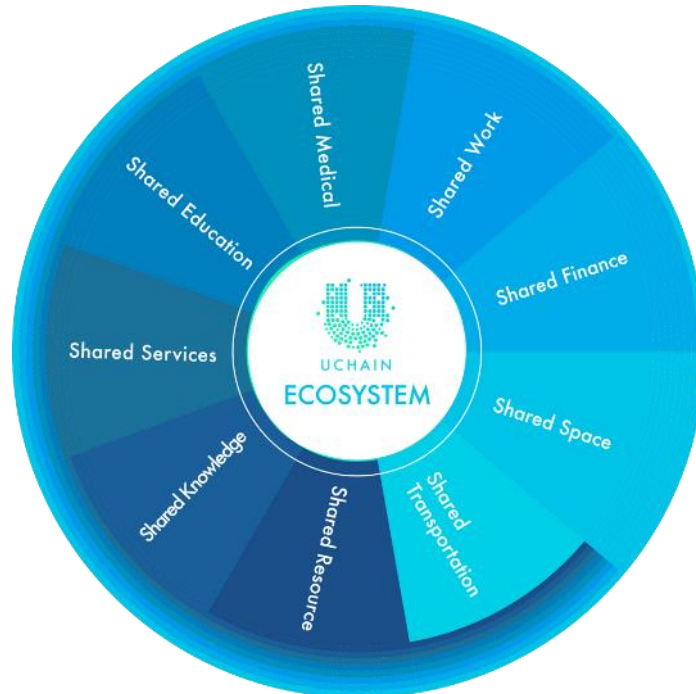 Shared Medical
Shared Work
Shared Finance
Shared Space
Shared
Transportation
Shared Resource
Shared Knowledge
Shared Services
Shared Education
U
UCHAIN
ECOSYSTEM